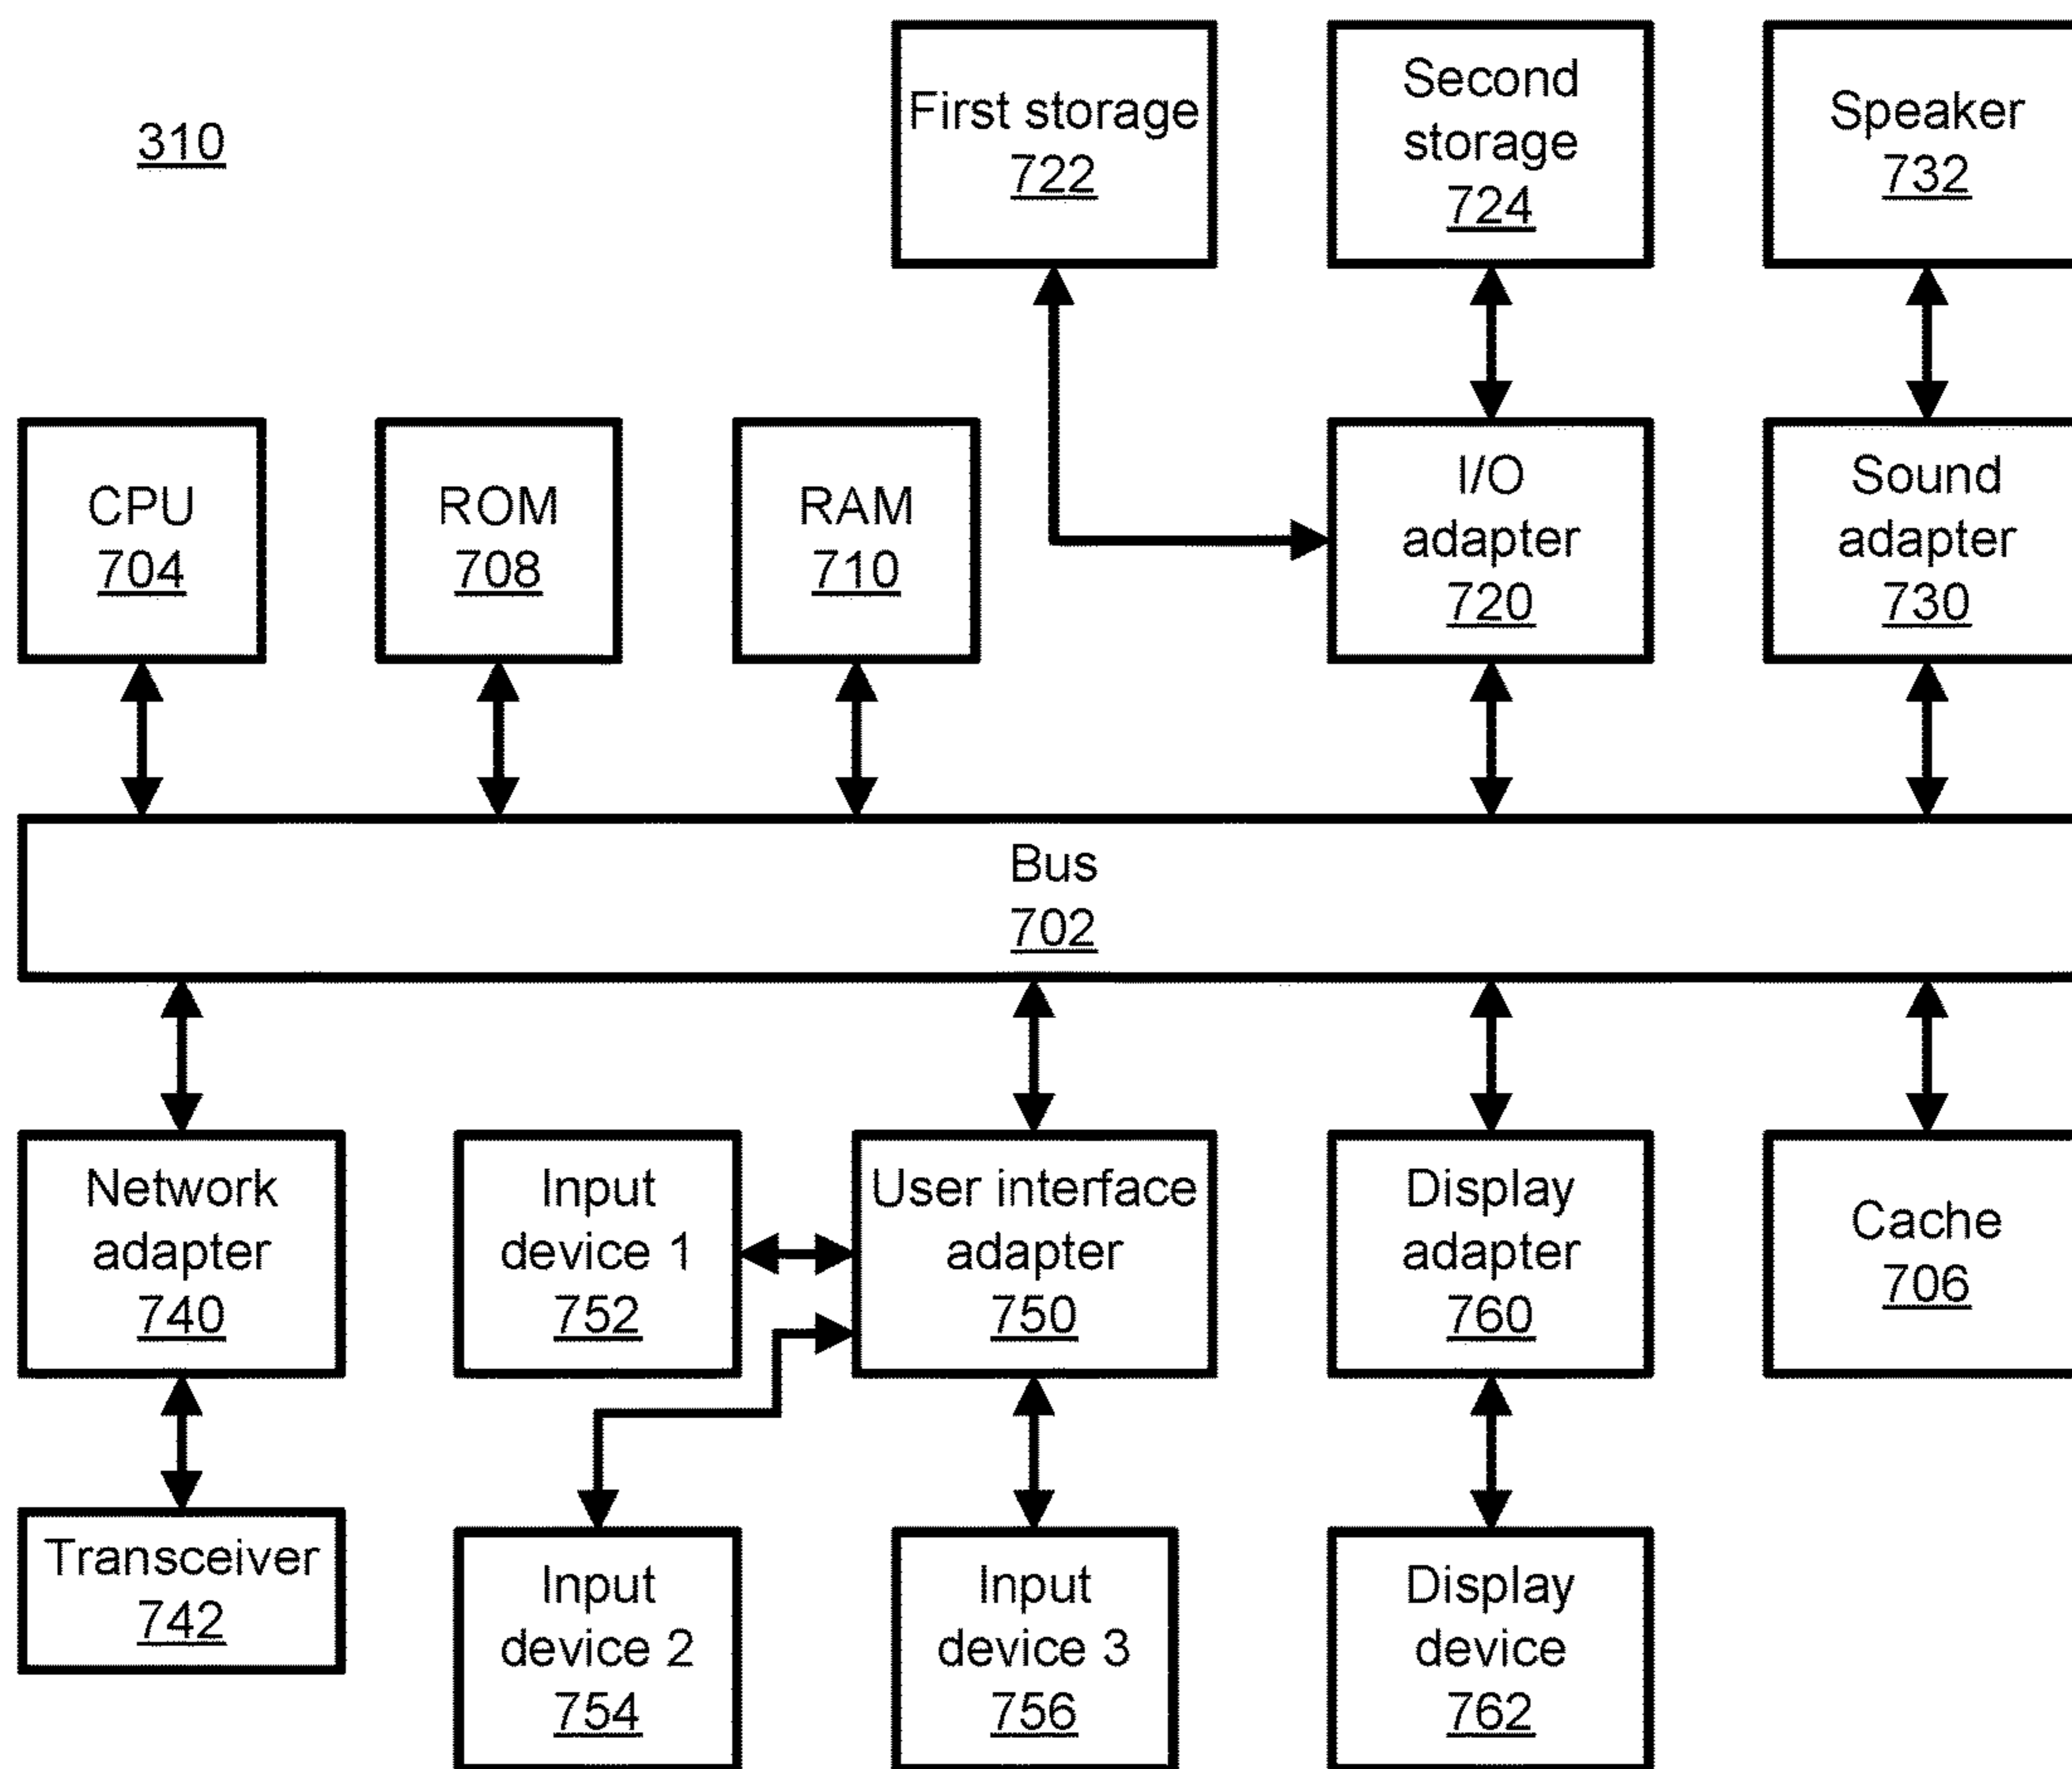 310
First storage
722
Second
storage
724
Speaker
732
CPU
704
ROM
708
RAM
710
I/O
adapter
720
Sound
adapter
730
Bus
702
Network
adapter
740
Input
device 1
752
User interface
adapter
750
Display
adapter
760
Cache
706
Transceiver
742
Input
device 2
754
Input
device 3
756
Display
device
762